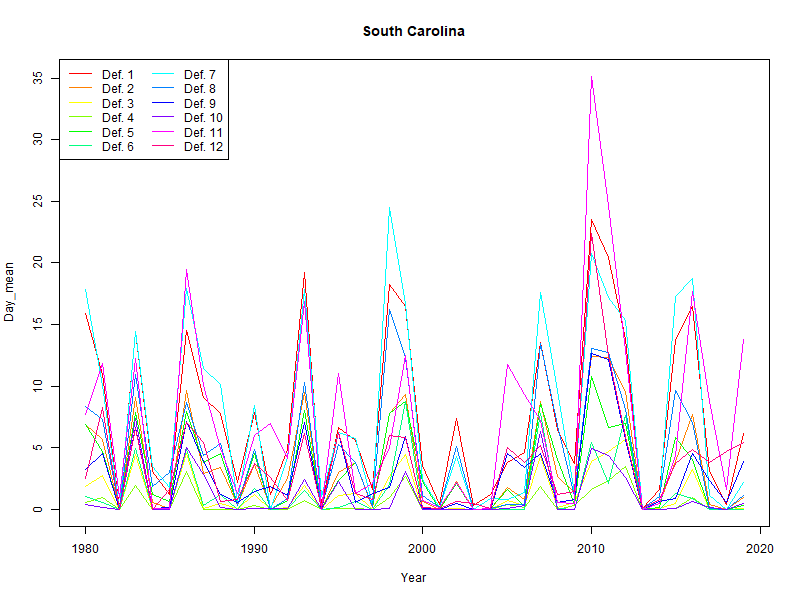 South Carolina
Def. 1
Def. 2
Def. 3
Def. 4
Def. 5
Def. 6
Def. 7
Def. 8
Def. 9
Def. 10
Def. 11
Def. 12
Day_mean
35
30
25
20
15
10
5
0
1980 1990 2000 2010 2020
Year